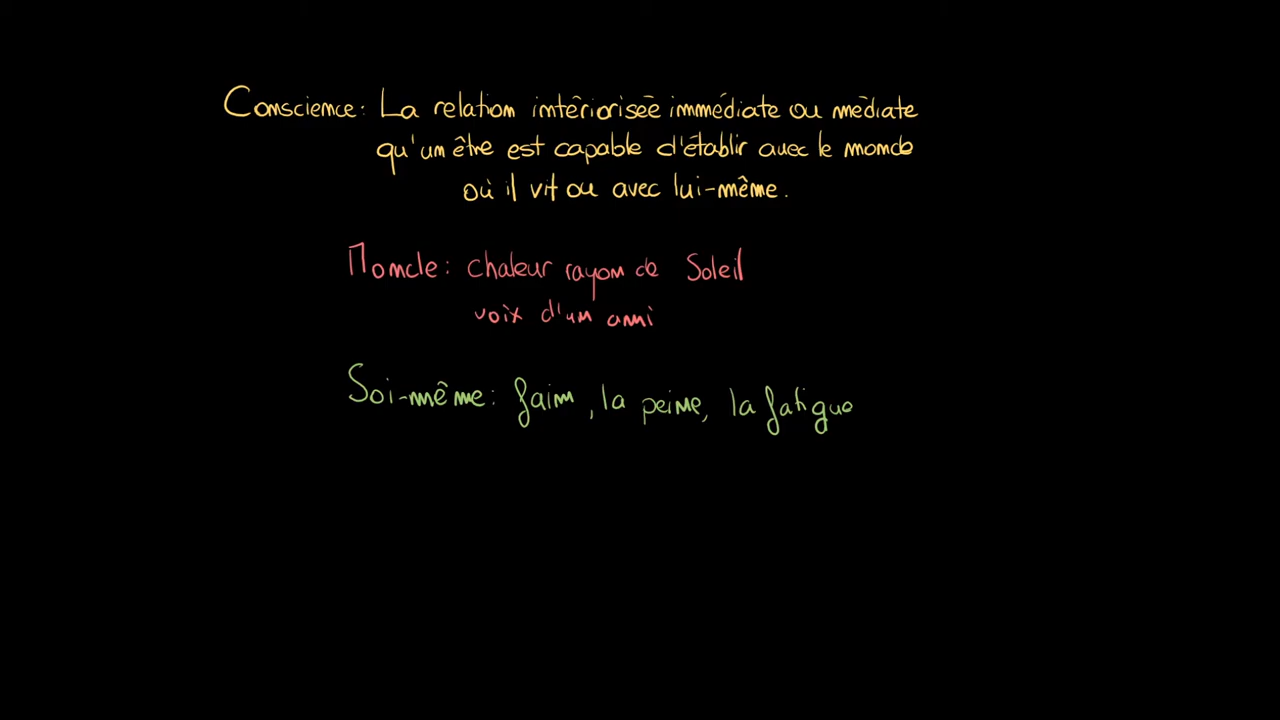 Conscience: La relation intériorisée immédiate ou médiate
qu'un être est capable d'établir avec le monde
où il vit ou avec lui-même.
Monde: chaleur rayon de Soleil
voix d'un ami
Soi-même: faim, la peine, la fatigue